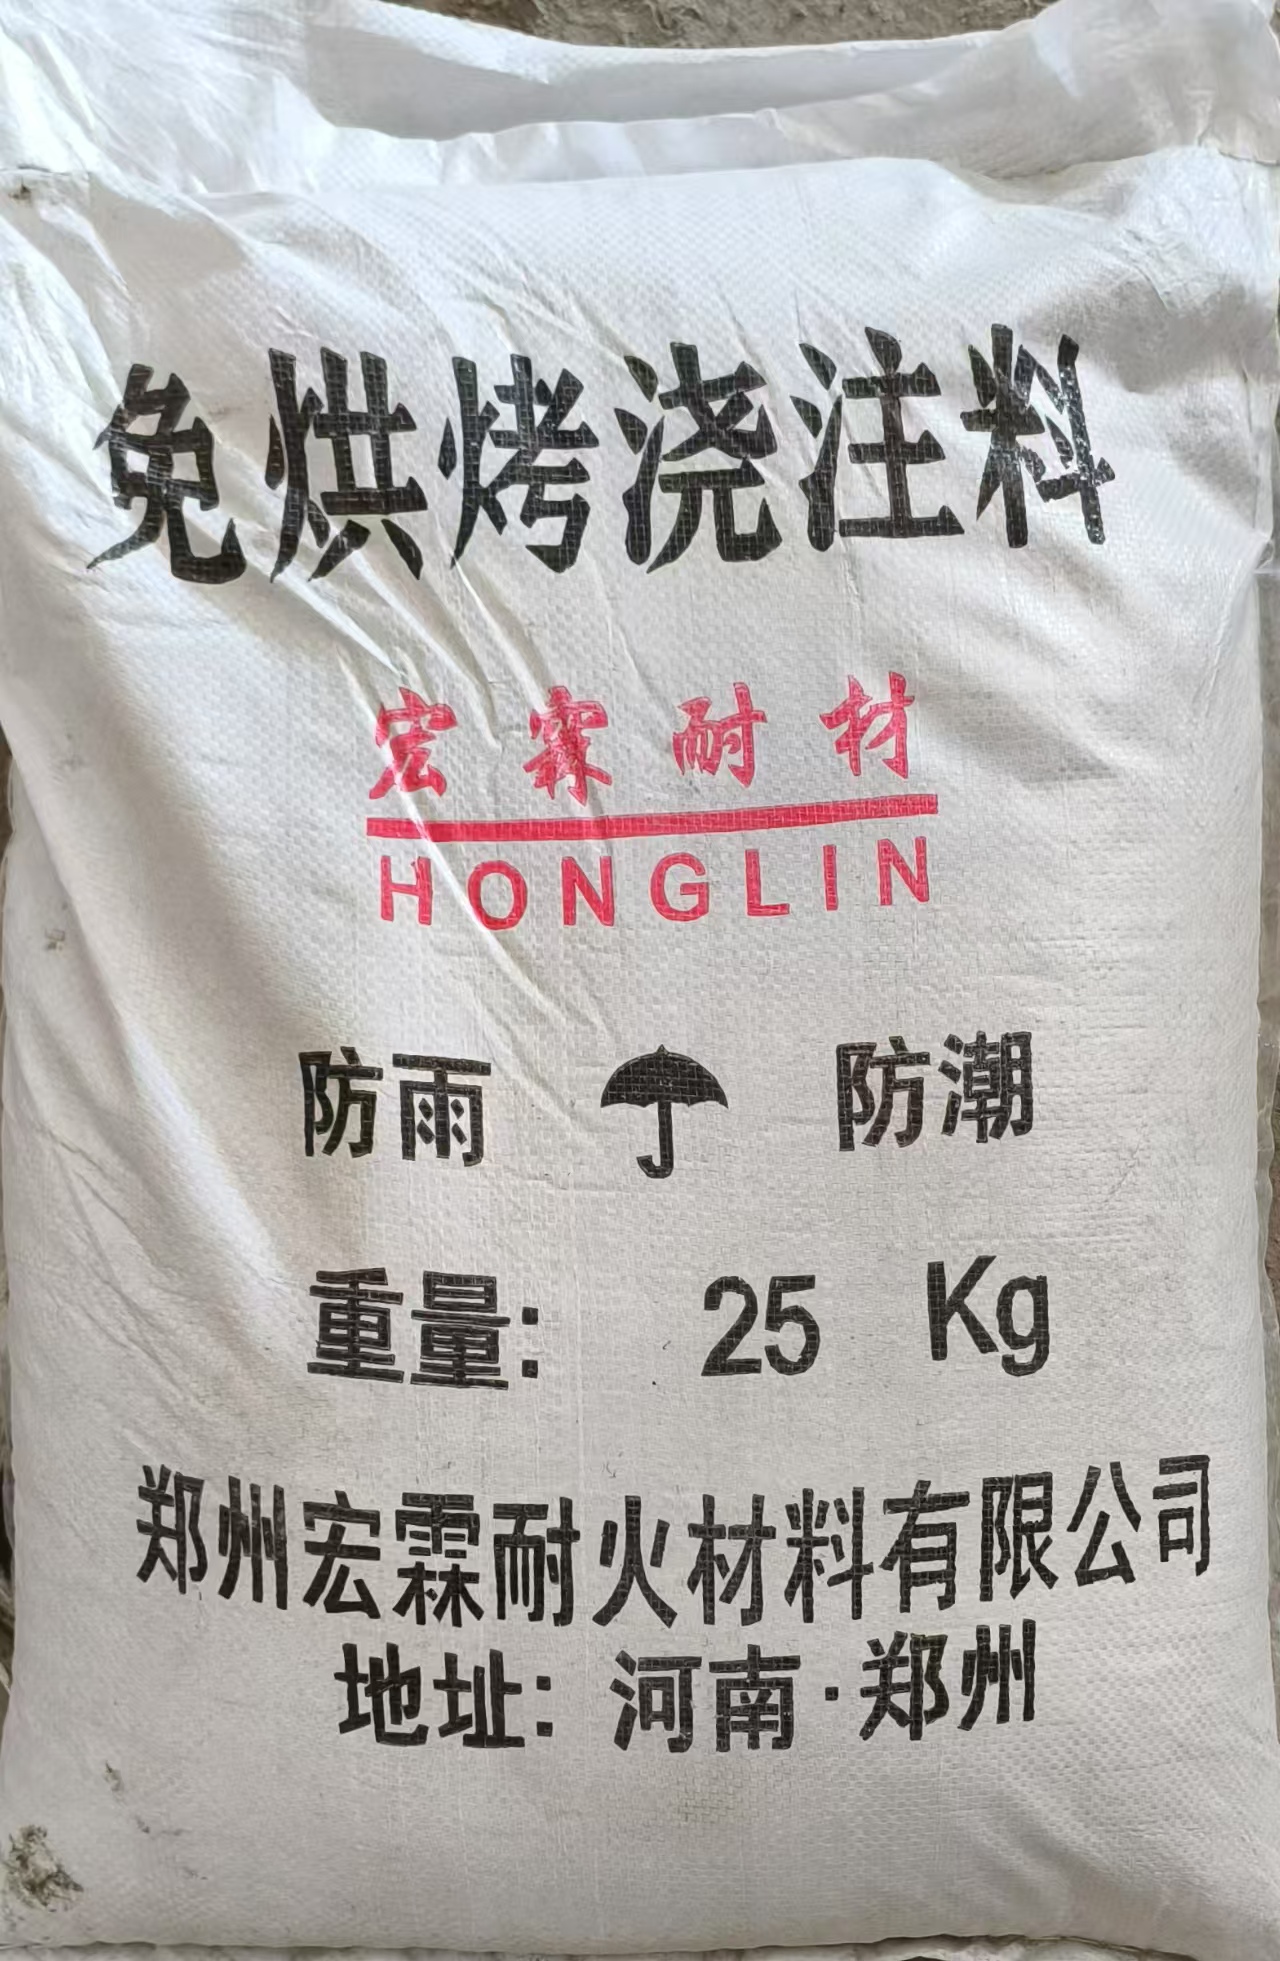 免烘烤浇注料
宏霖耐材
HONGLIN
防雨 防潮
重量: 25 Kg
郑州宏霖耐火材料有限公司
地址: 河南·郑州